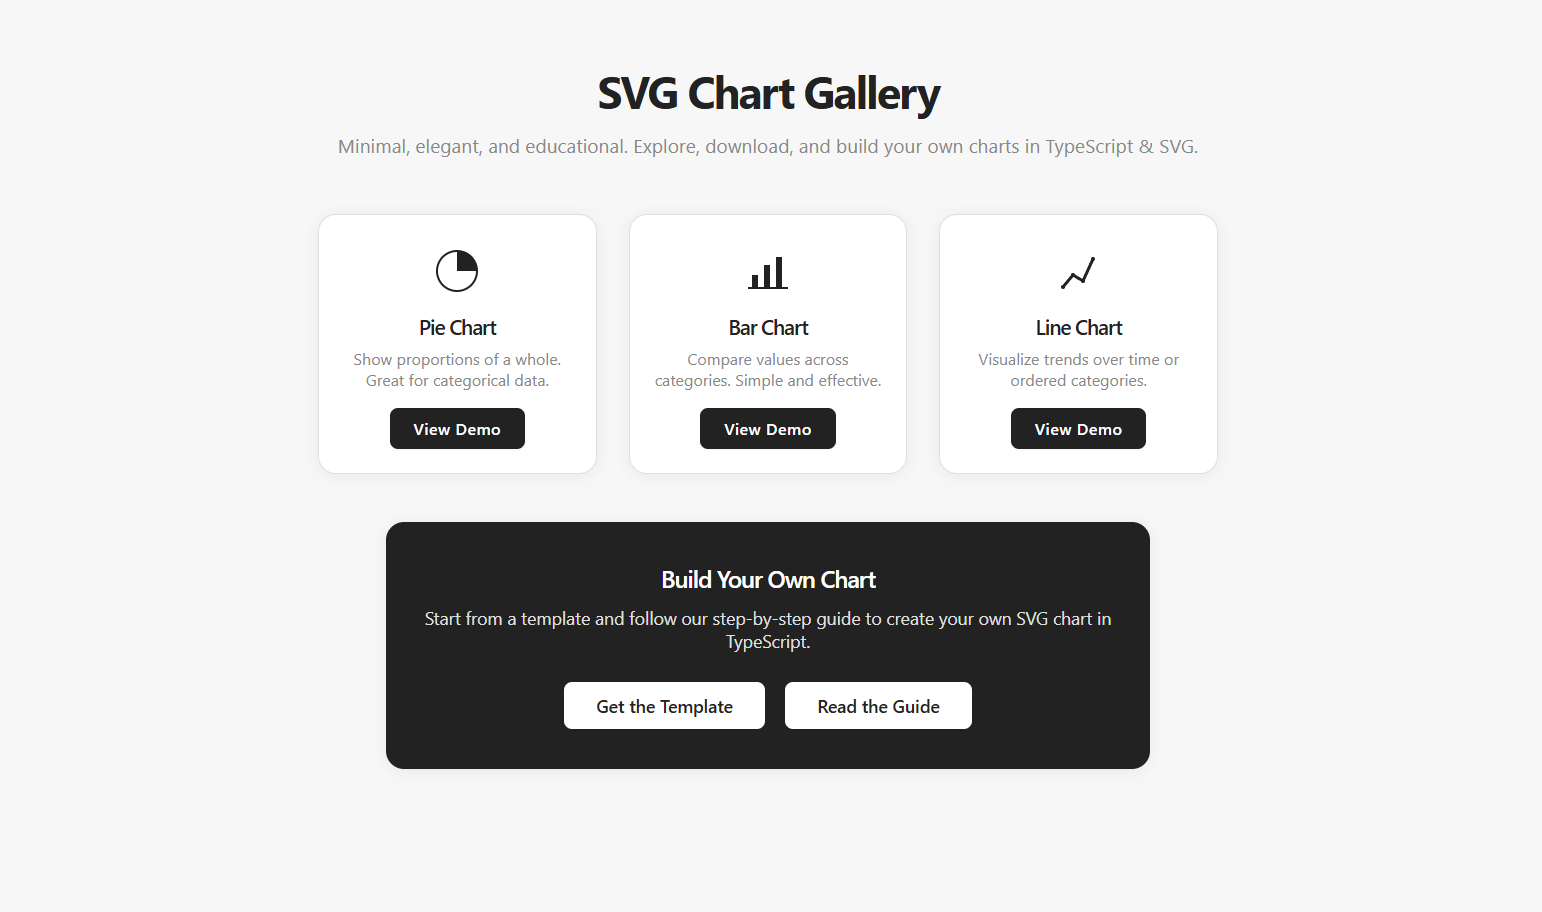 SVG Chart Gallery
Minimal, elegant, and educational. Explore, download, and build your own charts in TypeScript & SVG.
Pie Chart
Show proportions of a whole.
Great for categorical data.
View Demo
Bar Chart
Compare values across
categories. Simple and effective.
View Demo
Line Chart
Visualize trends over time or
ordered categories.
View Demo
Build Your Own Chart
Start from a template and follow our step-by-step guide to create your own SVG chart in
TypeScript.
Get the Template
Read the Guide